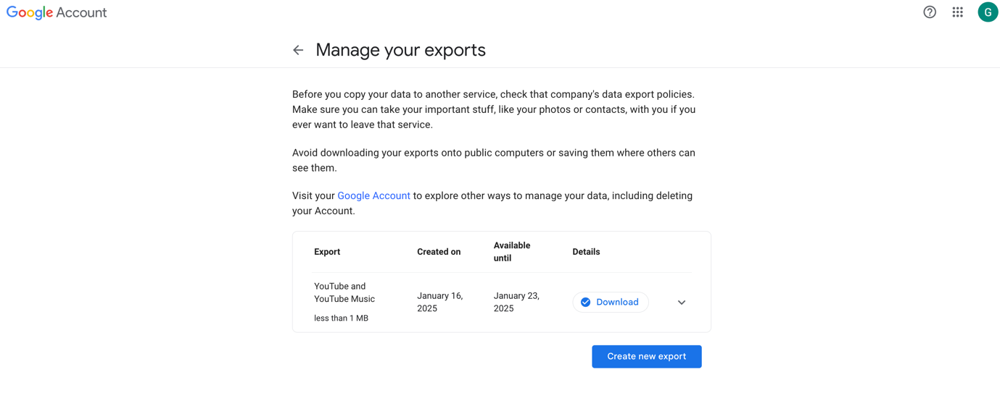 Google Account
G
Manage your exports
Before you copy your data to another service, check that company's data export policies.
Make sure you can take your important stuff, like your photos or contacts, with you if you
ever want to leave that service.
Avoid downloading your exports onto public computers or saving them where others can
see them.
Visit your Google Account to explore other ways to manage your data, including deleting
your Account.
Export
Created on
Available
until
Details
YouTube and
YouTube Music
less than 1 MB
January 16,
2025
January 23,
2025
Download
Create new export